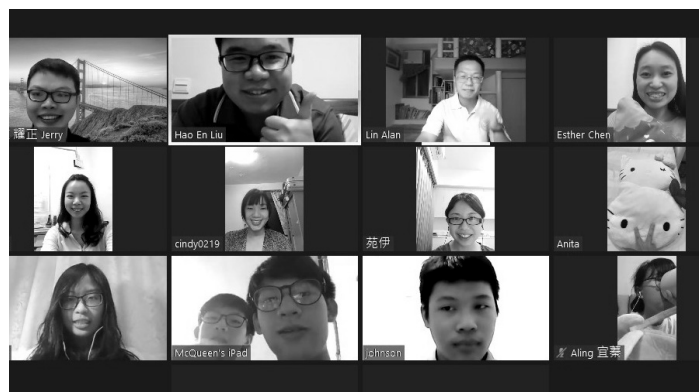 耀正 Jerry
Hao En Liu
Lin Alan
Esther Chen
cindy0219
苑伊
Anita
McQueen's iPad
Johnson
Aling 宜蓁